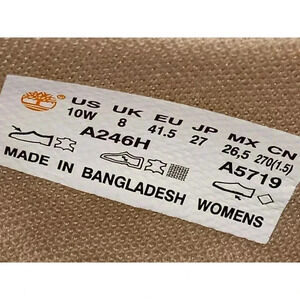 US UK EU JP MX CN
10W 8 41.5 27 26,5 270(1.5)
A246H A5719
MADE IN BANGLADESH WOMENS